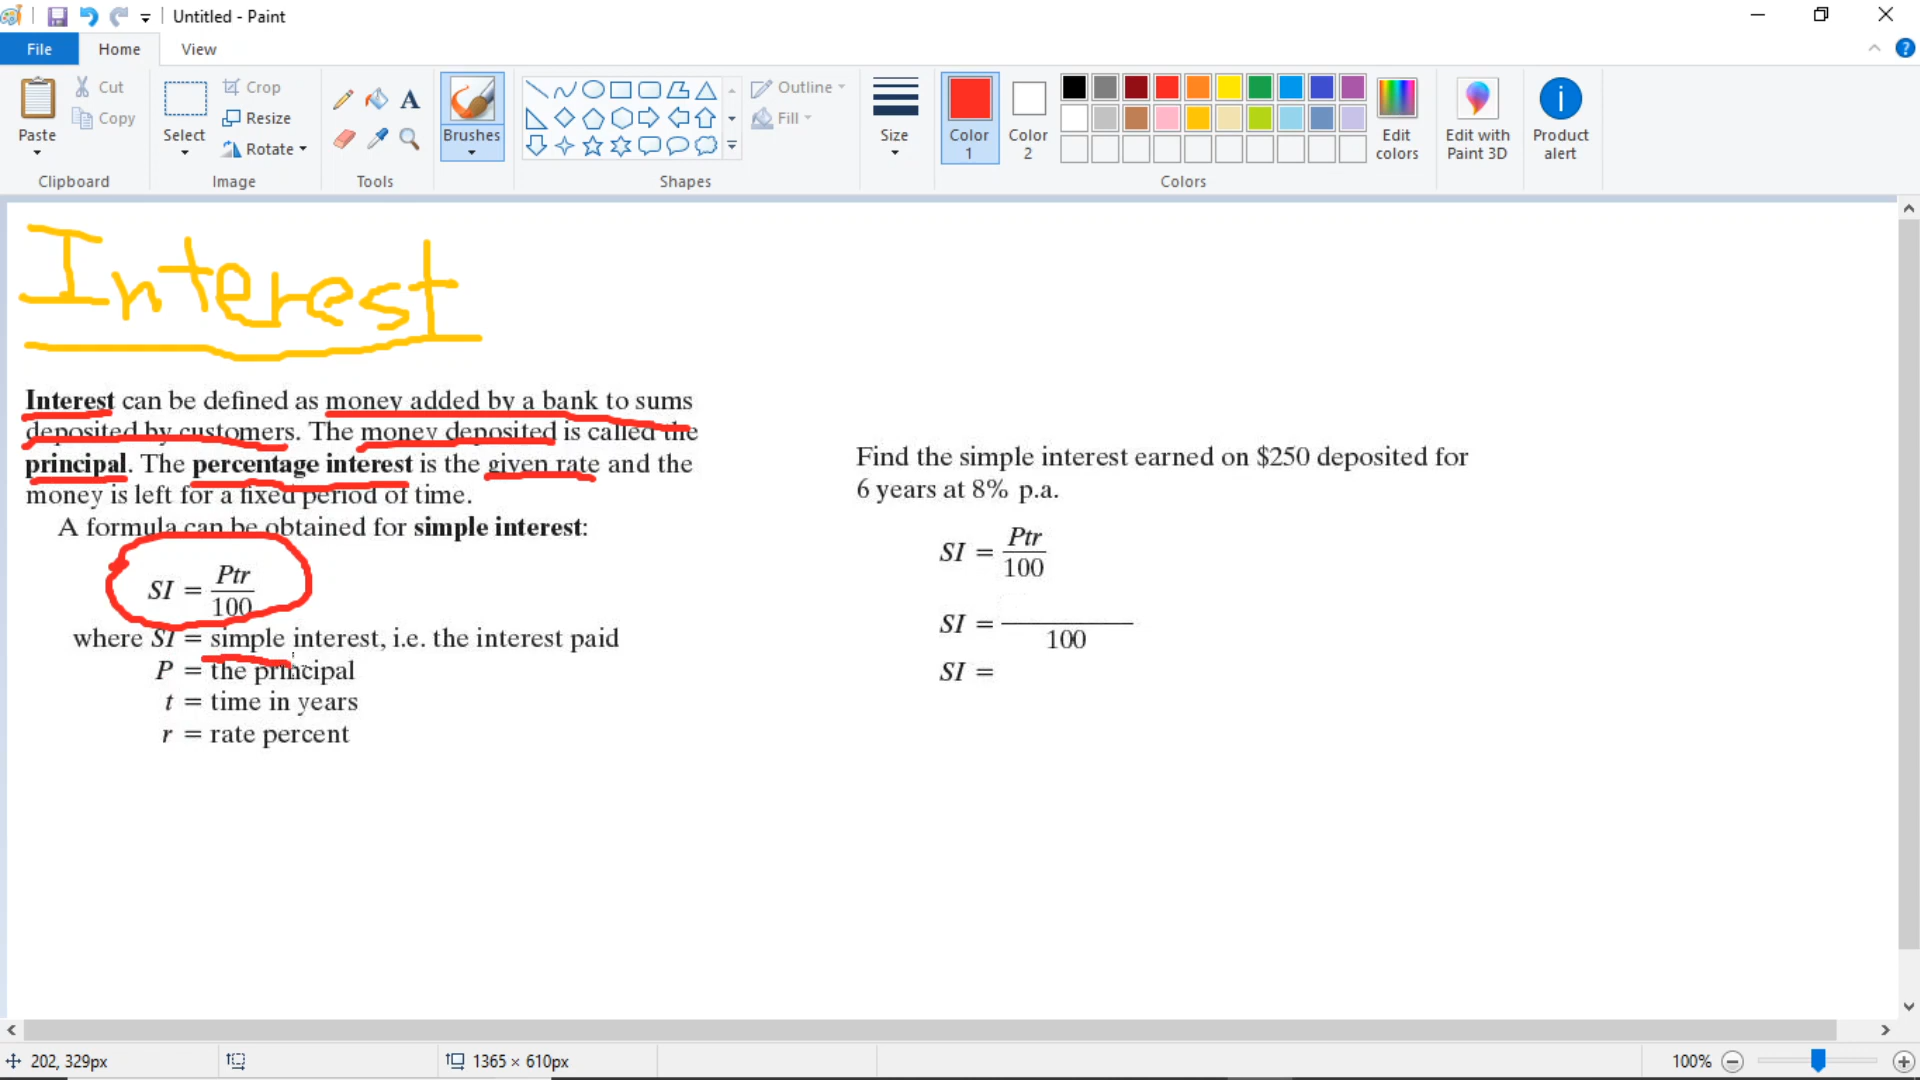 Untitled - Paint
File Home View
Paste
Cut
Copy
Clipboard
Select
Crop
Resize
Rotate
Image
A
Tools
Brushes
Shapes
Outline
Fill
Size
Color 1
Color 2
Colors
Edit colors
Edit with Paint 3D
Product alert
Interest
Interest can be defined as money added by a bank to sums
deposited by customers. The money deposited is called the
principal. The percentage interest is the given rate and the
money is left for a fixed period of time.
A formula can be obtained for simple interest:
SI = Ptr
100
where SI = simple interest, i.e. the interest paid
P = the principal
t = time in years
r = rate percent
Find the simple interest earned on $250 deposited for
6 years at 8% p.a.
SI = Ptr
100
SI =
100
SI =
202, 329px
1365 × 610px
100%